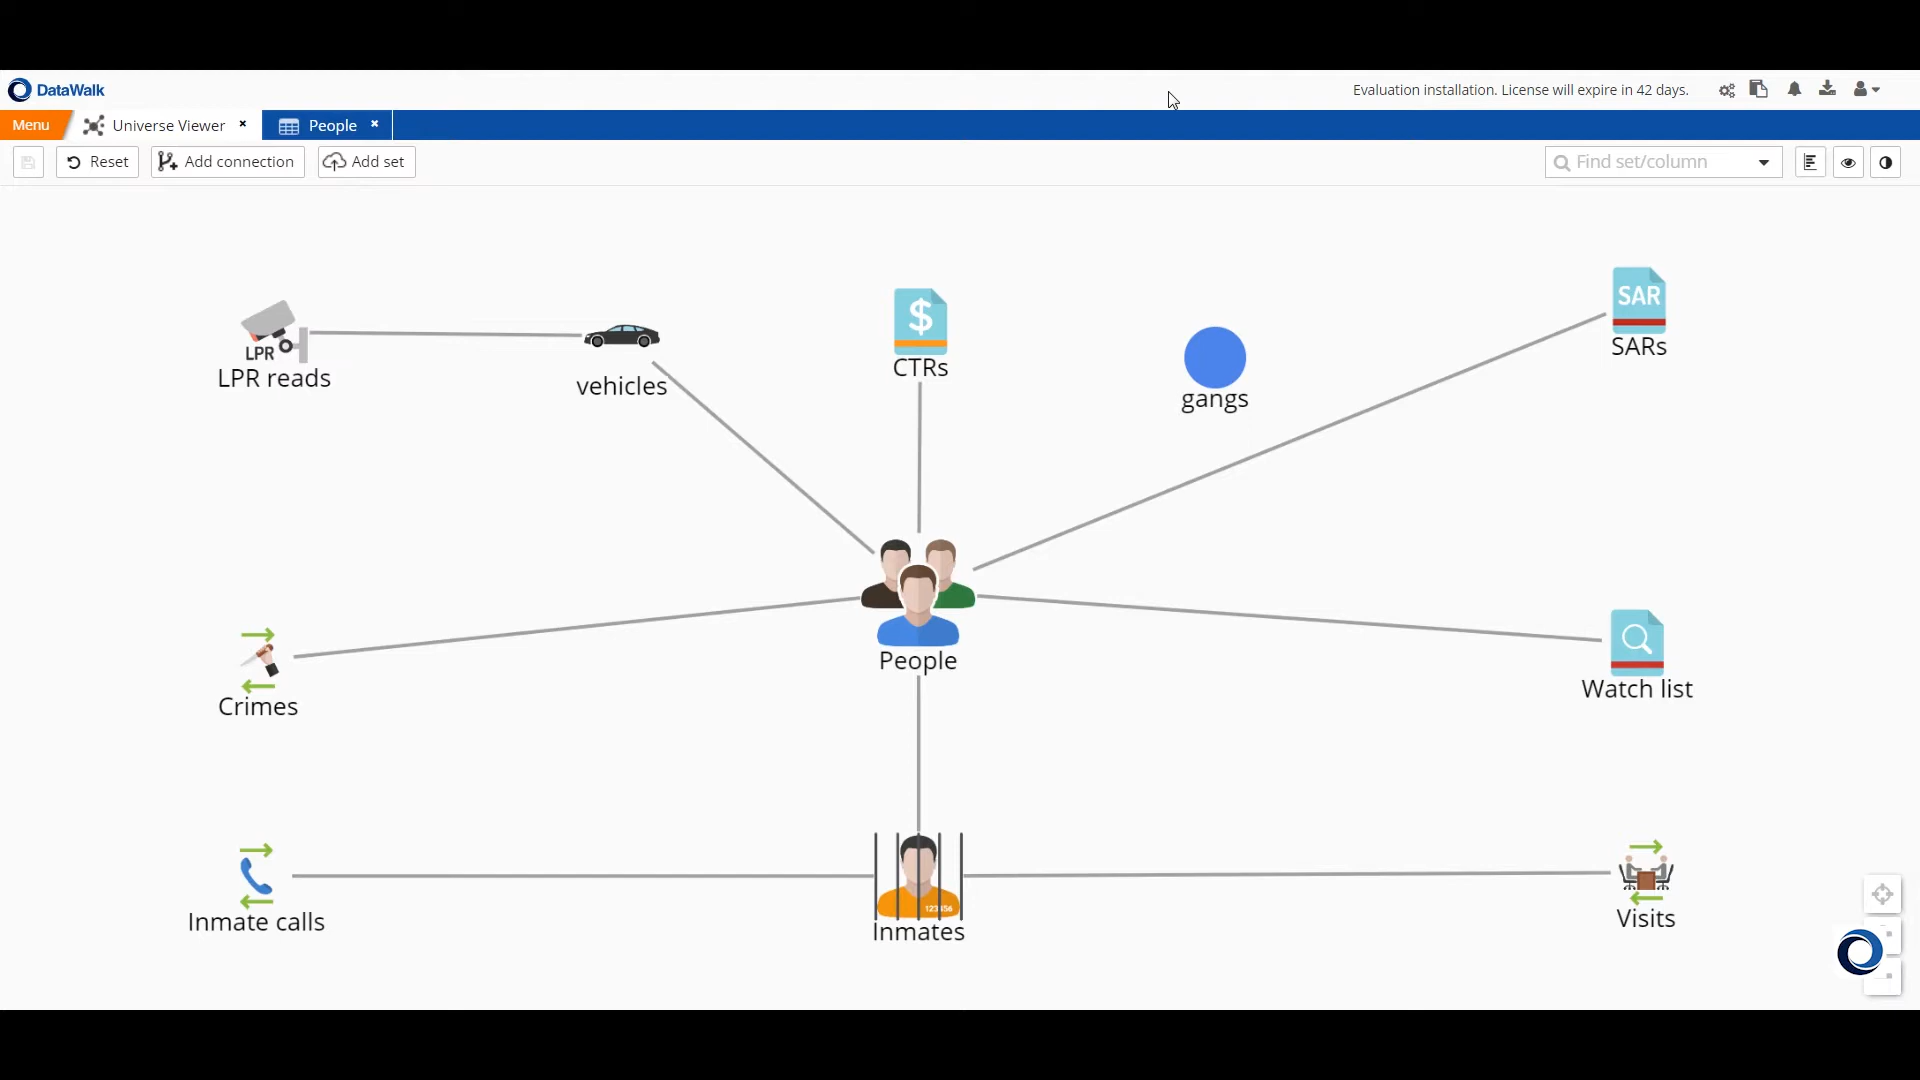 DataWalk
Evaluation installation. License will expire in 42 days.
Menu
Universe Viewer
People
Reset
Add connection
Add set
Find set/column
SAR
SARs
$
CTRs
LPR
LPR reads
vehicles
gangs
People
Crimes
Watch list
123456
Inmates
Inmate calls
Visits